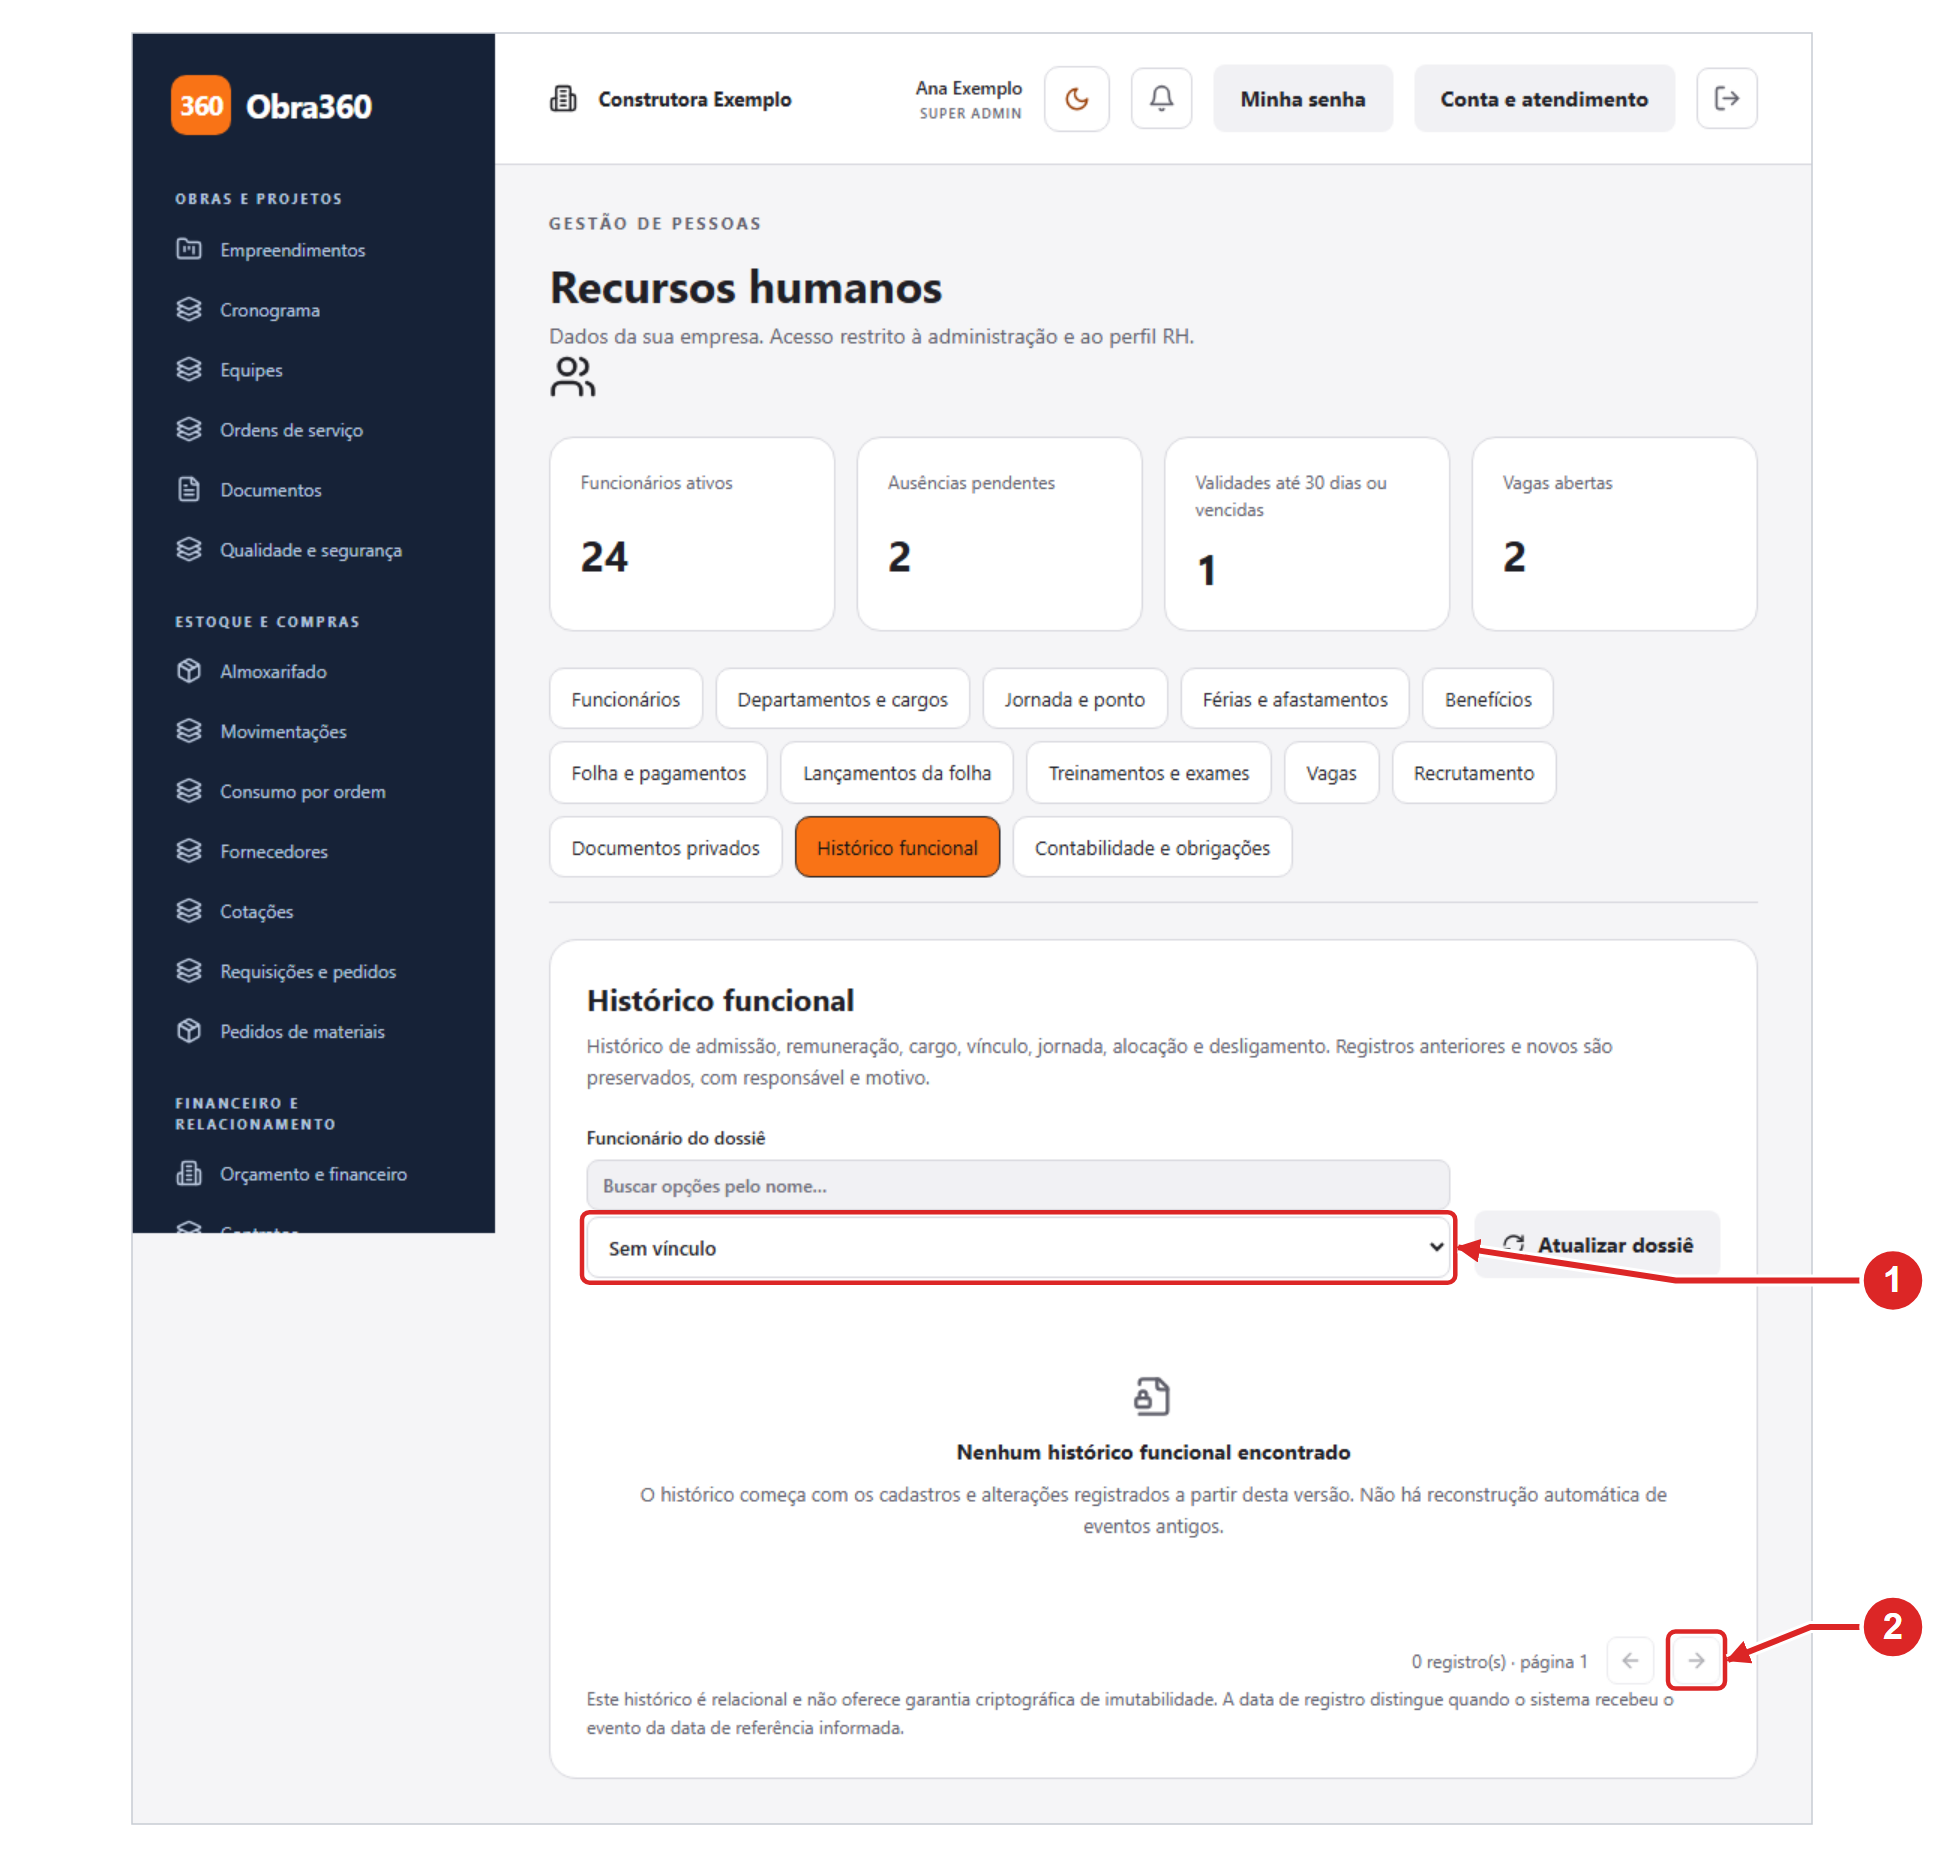 360 Obra360
Construtora Exemplo
Ana Exemplo
SUPER ADMIN
Minha senha
Conta e atendimento
OBRAS E PROJETOS
Empreendimentos
Cronograma
Equipes
Ordens de serviço
Documentos
Qualidade e segurança
ESTOQUE E COMPRAS
Almoxarifado
Movimentações
Consumo por ordem
Fornecedores
Cotações
Requisições e pedidos
Pedidos de materiais
FINANCEIRO E
RELACIONAMENTO
Orçamento e financeiro
GESTÃO DE PESSOAS
Recursos humanos
Dados da sua empresa. Acesso restrito à administração e ao perfil RH.
Funcionários ativos
24
Ausências pendentes
2
Validades até 30 dias ou
vencidas
1
Vagas abertas
2
Funcionários
Departamentos e cargos
Jornada e ponto
Férias e afastamentos
Benefícios
Folha e pagamentos
Lançamentos da folha
Treinamentos e exames
Vagas
Recrutamento
Documentos privados
Histórico funcional
Contabilidade e obrigações
Histórico funcional
Histórico de admissão, remuneração, cargo, vínculo, jornada, alocação e desligamento. Registros anteriores e novos são
preservados, com responsável e motivo.
Funcionário do dossiê
Buscar opções pelo nome...
Sem vínculo
Atualizar dossiê
1
Nenhum histórico funcional encontrado
O histórico começa com os cadastros e alterações registrados a partir desta versão. Não há reconstrução automática de
eventos antigos.
2
0 registro(s) · página 1
Este histórico é relacional e não oferece garantia criptográfica de imutabilidade. A data de registro distingue quando o sistema recebeu o
evento da data de referência informada.